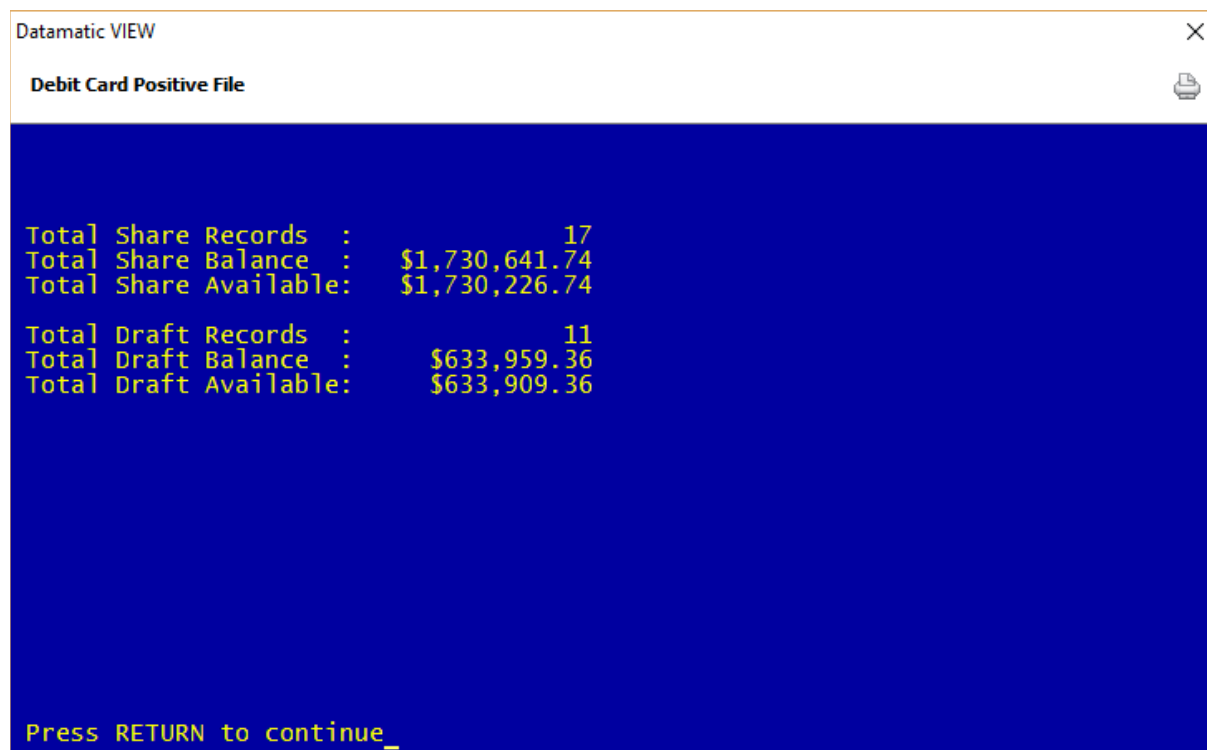 Datamatic VIEW
Debit Card Positive File
Total Share Records  :              17
Total Share Balance  :   $1,730,641.74
Total Share Available:   $1,730,226.74
Total Draft Records  :              11
Total Draft Balance  :     $633,959.36
Total Draft Available:     $633,909.36
Press RETURN to continue_